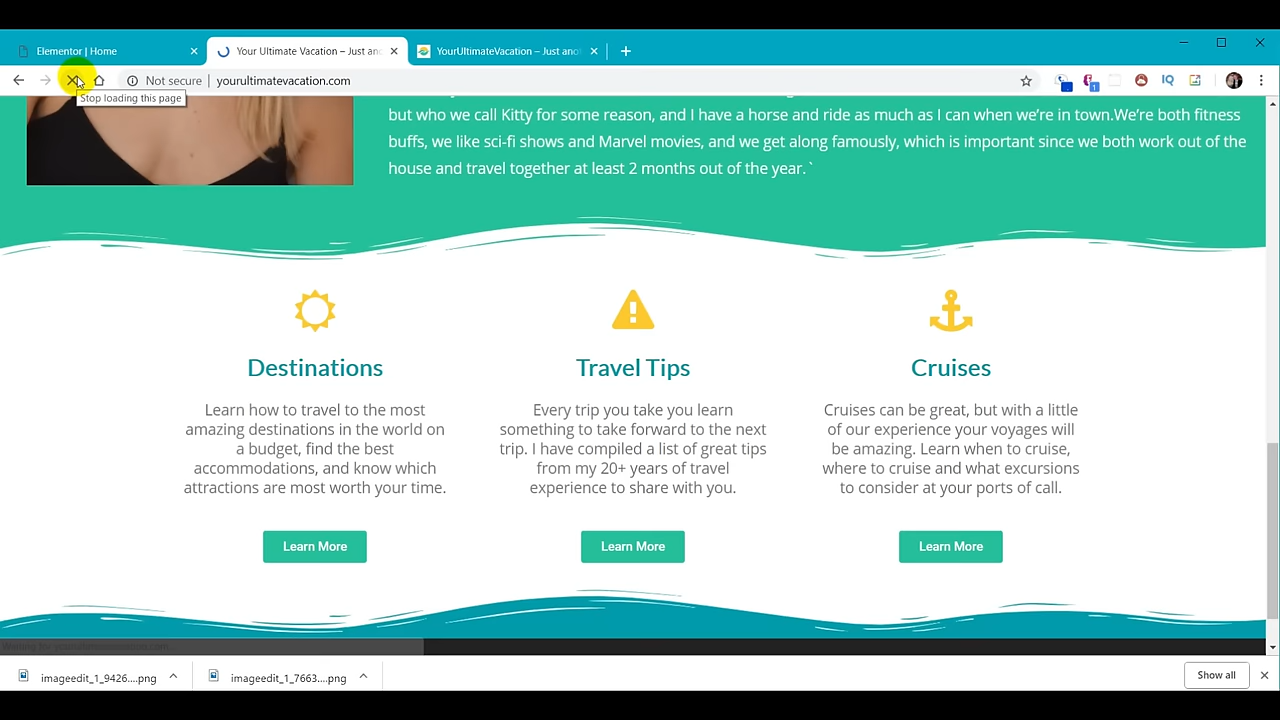 Elementor | Home
Your Ultimate Vacation – Just an
YourUltimateVacation – Just ano
Not secure
yourultimatevacation.com
IQ
1
Stop loading this page
but who we call Kitty for some reason, and I have a horse and ride as much as I can when we're in town.We're both fitness
buffs, we like sci-fi shows and Marvel movies, and we get along famously, which is important since we both work out of the
house and travel together at least 2 months out of the year.`
Destinations
Learn how to travel to the most
amazing destinations in the world on
a budget, find the best
accommodations, and know which
attractions are most worth your time.
Learn More
Travel Tips
Every trip you take you learn
something to take forward to the next
trip. I have compiled a list of great tips
from my 20+ years of travel
experience to share with you.
Learn More
Cruises
Cruises can be great, but with a little
of our experience your voyages will
be amazing. Learn when to cruise,
where to cruise and what excursions
to consider at your ports of call.
Learn More
imageedit_1_9426....png
imageedit_1_7663....png
Show all